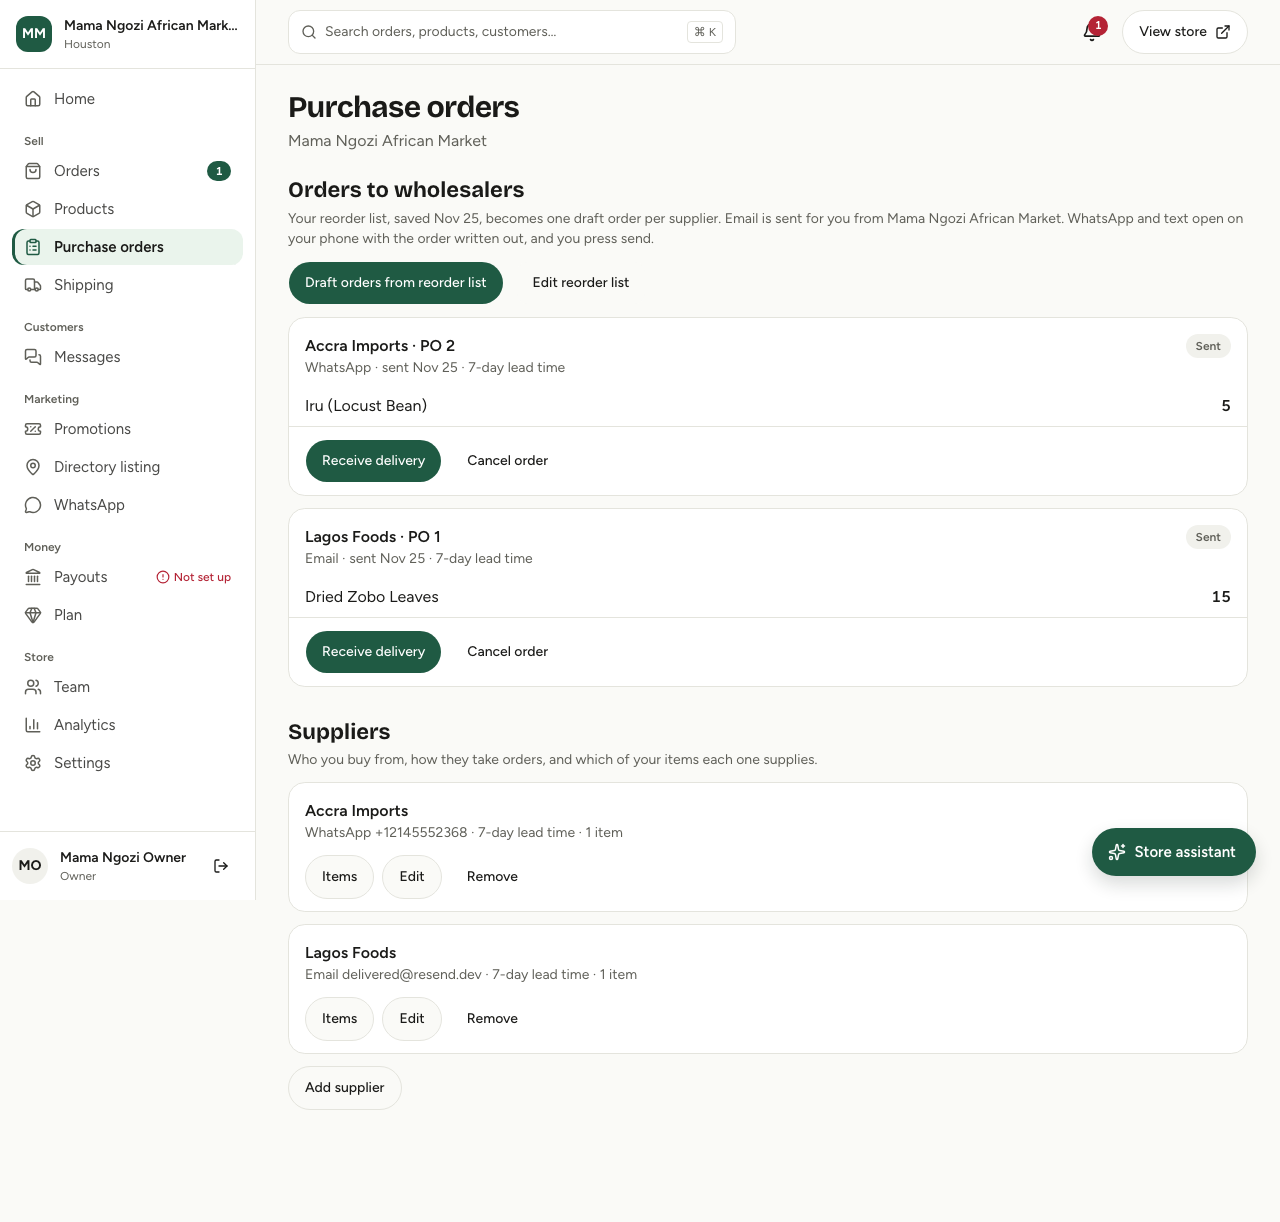 MM
Mama Ngozi African Mark...
Houston
Home
Sell
Orders
1
Products
Purchase orders
Shipping
Customers
Messages
Marketing
Promotions
Directory listing
WhatsApp
Money
Payouts
Not set up
Plan
Store
Team
Analytics
Settings
MO
Mama Ngozi Owner
Owner
Search orders, products, customers...
⌘ K
1
View store
Purchase orders
Mama Ngozi African Market
Orders to wholesalers
Your reorder list, saved Nov 25, becomes one draft order per supplier. Email is sent for you from Mama Ngozi African Market. WhatsApp and text open on
your phone with the order written out, and you press send.
Draft orders from reorder list
Edit reorder list
Accra Imports · PO 2
Sent
WhatsApp · sent Nov 25 · 7-day lead time
Iru (Locust Bean)
5
Receive delivery
Cancel order
Lagos Foods · PO 1
Sent
Email · sent Nov 25 · 7-day lead time
Dried Zobo Leaves
15
Receive delivery
Cancel order
Suppliers
Who you buy from, how they take orders, and which of your items each one supplies.
Accra Imports
WhatsApp +12145552368 · 7-day lead time · 1 item
Items
Edit
Remove
Store assistant
Lagos Foods
Email delivered@resend.dev · 7-day lead time · 1 item
Items
Edit
Remove
Add supplier